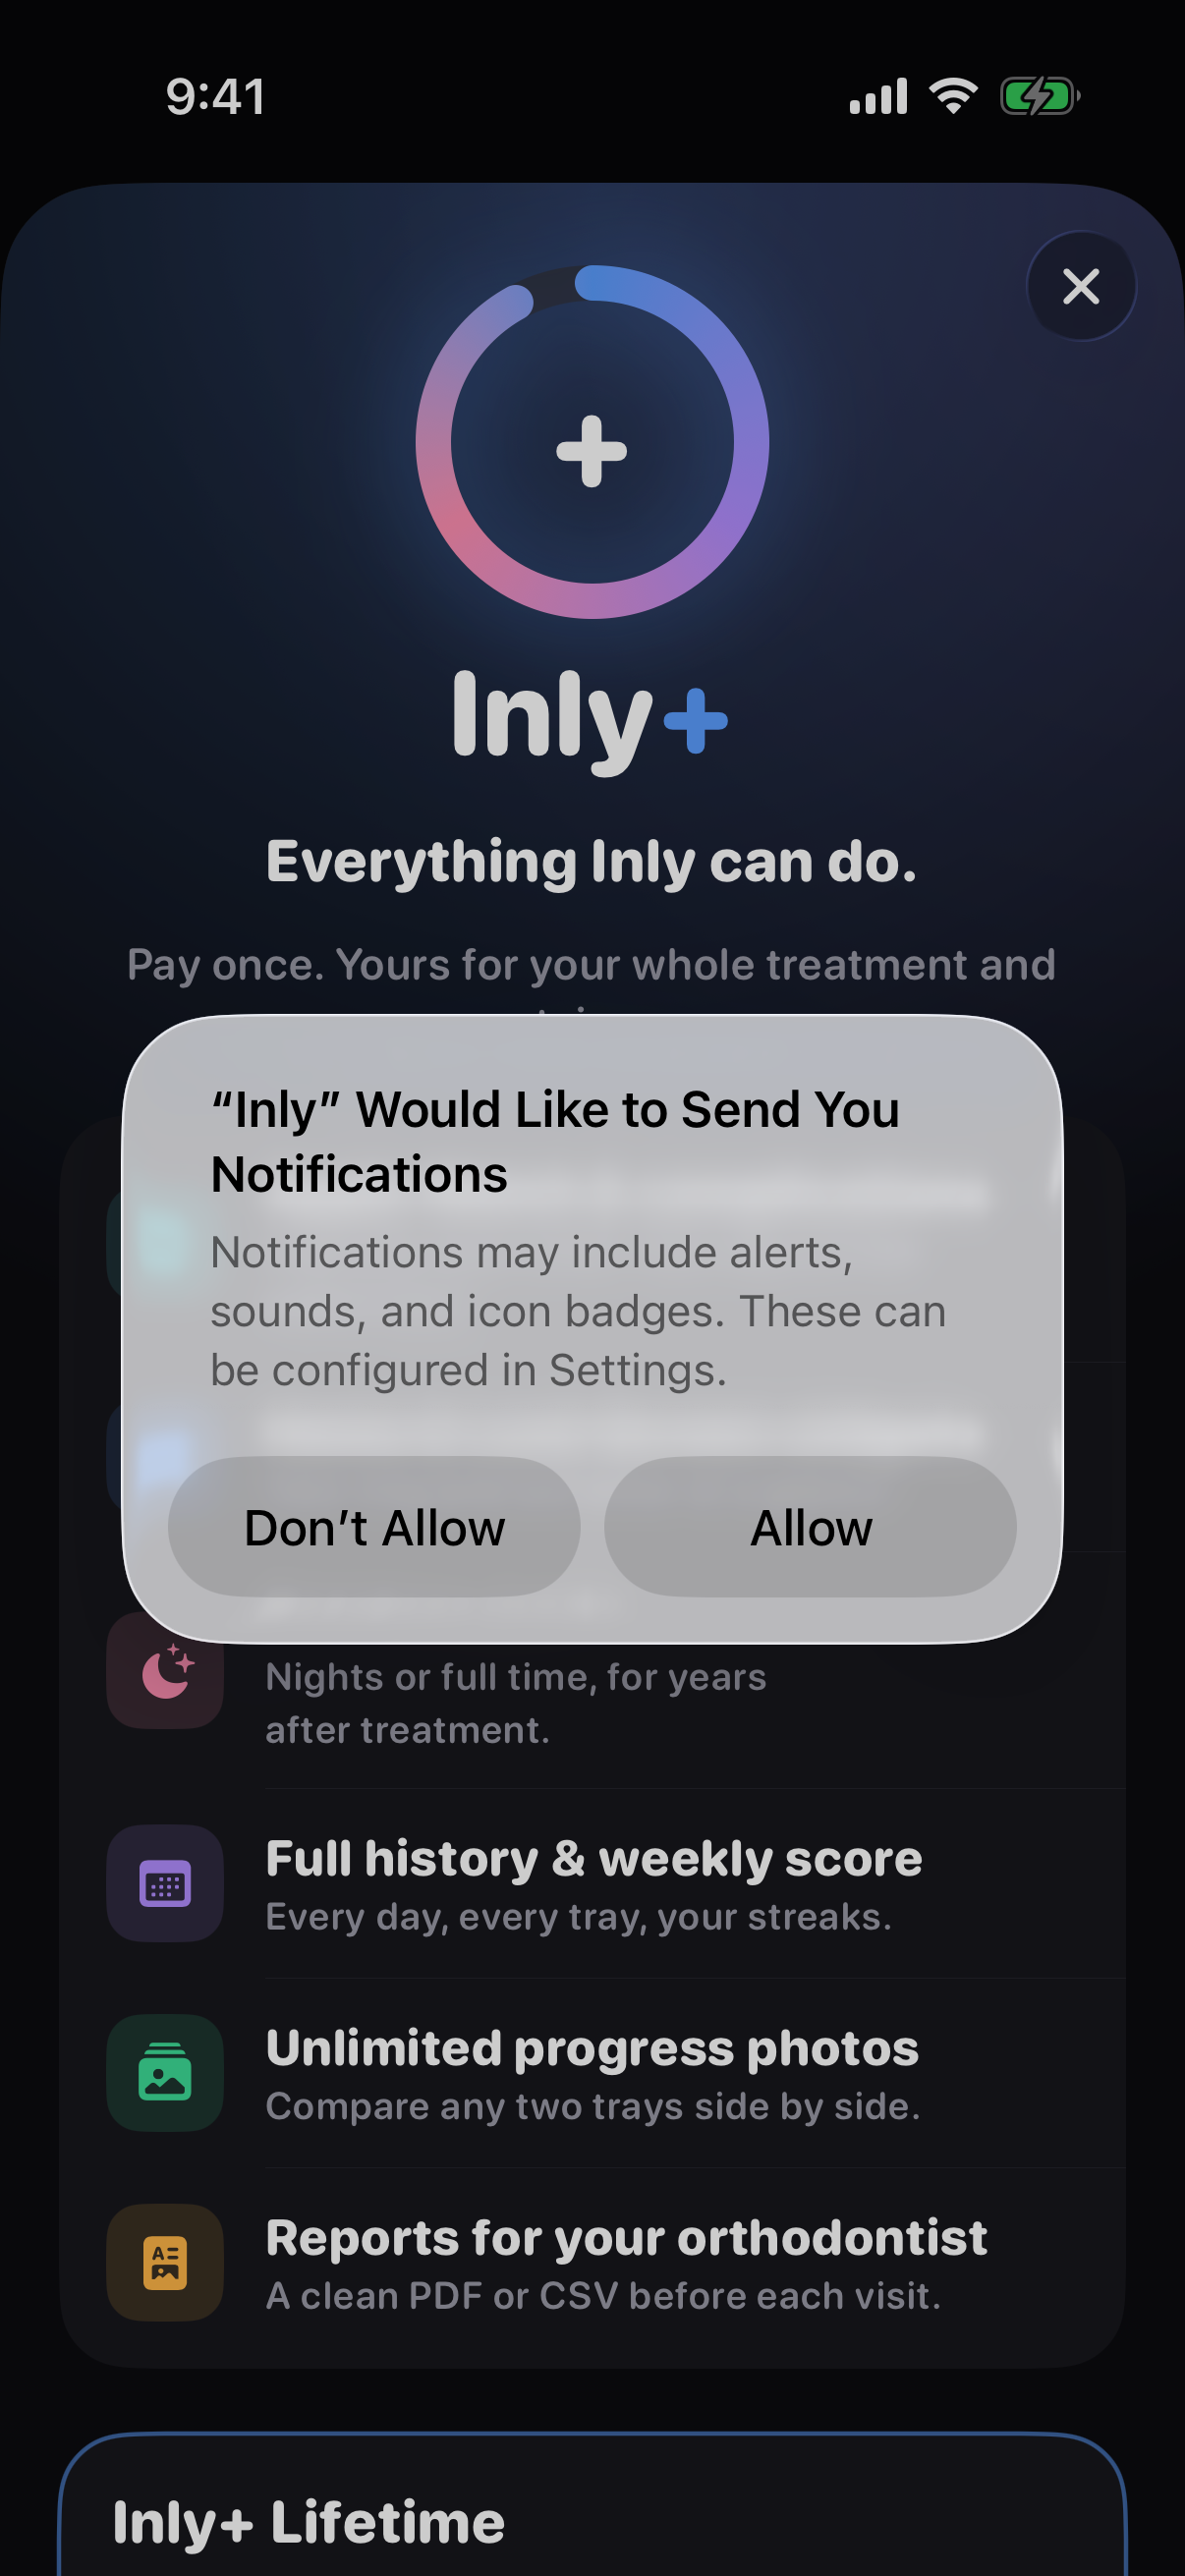 9:41
Inly+
Everything Inly can do.
Pay once. Yours for your whole treatment and
“Inly” Would Like to Send You
Notifications
Notifications may include alerts,
sounds, and icon badges. These can
be configured in Settings.
Don’t Allow
Allow
Nights or full time, for years
after treatment.
Full history & weekly score
Every day, every tray, your streaks.
Unlimited progress photos
Compare any two trays side by side.
Reports for your orthodontist
A clean PDF or CSV before each visit.
Inly+ Lifetime